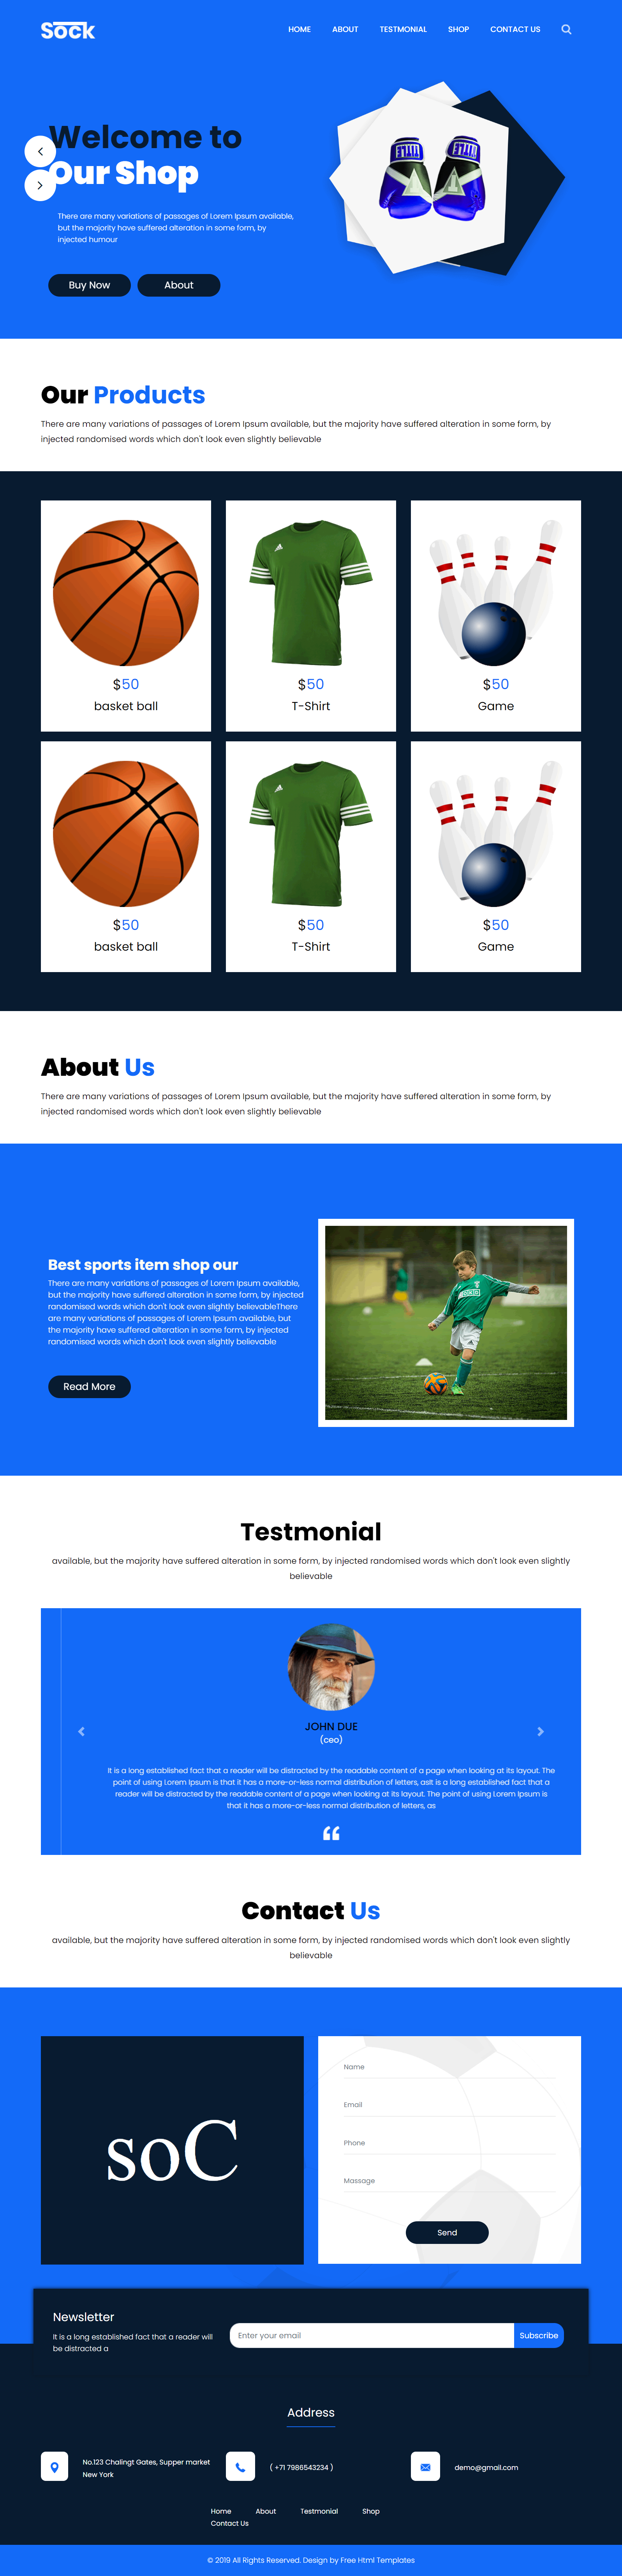 Sock
HOME ABOUT TESTMONIAL SHOP CONTACT US
Welcome to
Our Shop
There are many variations of passages of Lorem Ipsum available,
but the majority have suffered alteration in some form, by
injected humour
Buy Now About
Our Products
There are many variations of passages of Lorem Ipsum available, but the majority have suffered alteration in some form, by
injected randomised words which don't look even slightly believable
$50 $50 $50
basket ball T-Shirt Game
$50 $50 $50
basket ball T-Shirt Game
About Us
There are many variations of passages of Lorem Ipsum available, but the majority have suffered alteration in some form, by
injected randomised words which don't look even slightly believable
Best sports item shop our
There are many variations of passages of Lorem Ipsum available,
but the majority have suffered alteration in some form, by injected
randomised words which don't look even slightly believableThere
are many variations of passages of Lorem Ipsum available, but
the majority have suffered alteration in some form, by injected
randomised words which don't look even slightly believable
Read More
Testmonial
available, but the majority have suffered alteration in some form, by injected randomised words which don't look even slightly
believable
JOHN DUE
(ceo)
It is a long established fact that a reader will be distracted by the readable content of a page when looking at its layout. The
point of using Lorem Ipsum is that it has a more-or-less normal distribution of letters, asIt is a long established fact that a
reader will be distracted by the readable content of a page when looking at its layout. The point of using Lorem Ipsum is
that it has a more-or-less normal distribution of letters, as
Contact Us
available, but the majority have suffered alteration in some form, by injected randomised words which don't look even slightly
believable
soC
Name
Email
Phone
Massage
Send
Newsletter
It is a long established fact that a reader will
be distracted a
Enter your email Subscribe
Address
No.123 Chalingt Gates, Supper market
New York
( +71 7986543234 )
demo@gmail.com
Home About Testmonial Shop
Contact Us
© 2019 All Rights Reserved. Design by Free Html Templates